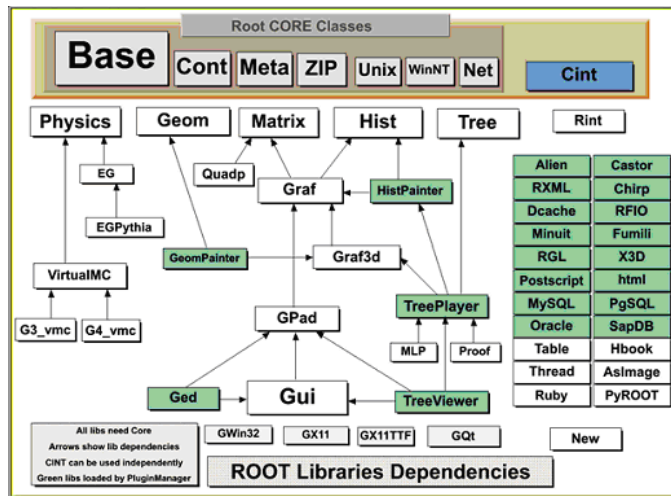 Root CORE Classes
Base
Cont
Meta
ZIP
Unix
WinNT
Net
Cint
Physics
Geom
Matrix
Hist
Tree
Rint
EG
Quadp
Graf
HistPainter
EGPythia
GeomPainter
Graf3d
VirtualMC
G3_vmc
G4_vmc
GPad
TreePlayer
MLP
Proof
Ged
Gui
TreeViewer
Alien
Castor
RXML
Chirp
Dcache
RFIO
Minuit
Fumili
RGL
X3D
Postscript
html
MySQL
PgSQL
Oracle
SapDB
Table
Hbook
Thread
AsImage
Ruby
PyROOT
All libs need Core
Arrows show lib dependencies
CINT can be used independently
Green libs loaded by PluginManager
GWin32
GX11
GX11TTF
GQt
New
ROOT Libraries Dependencies